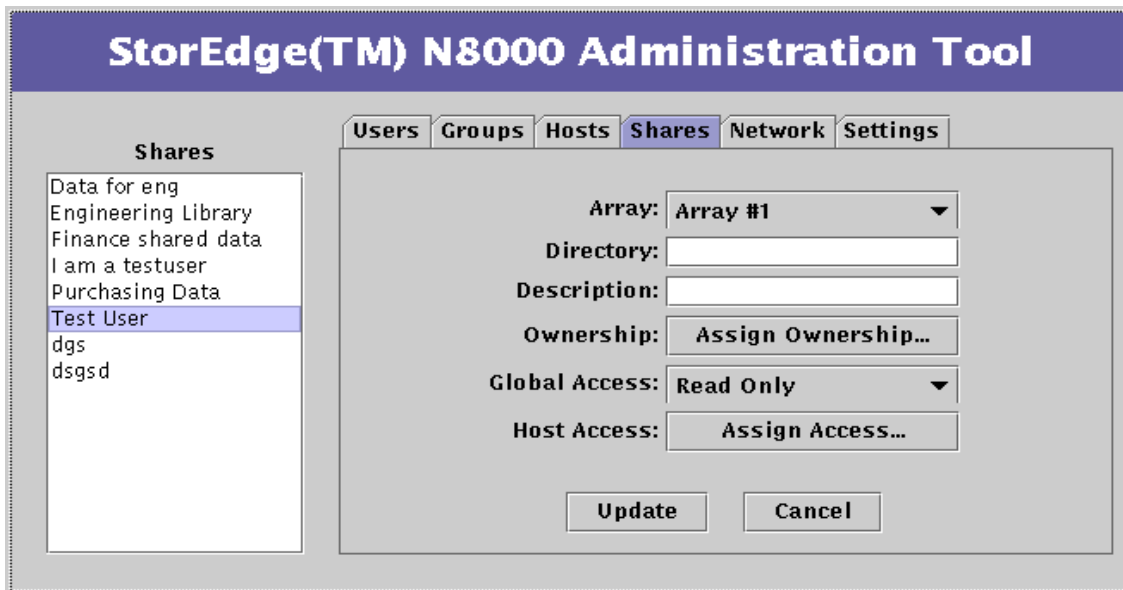 StorEdge(TM) N8000 Administration Tool
Users Groups Hosts Shares Network Settings
Shares
Data for eng
Engineering Library
Finance shared data
I am a testuser
Purchasing Data
Test User
dgs
dsgsd
Array: Array #1
Directory:
Description:
Ownership: Assign Ownership...
Global Access: Read Only
Host Access: Assign Access...
Update Cancel